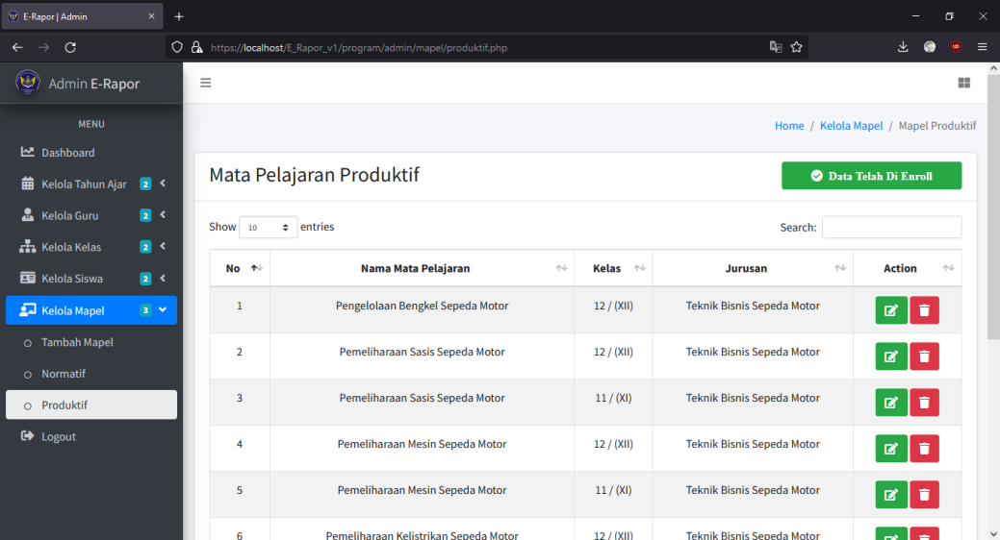 E-Rapor | Admin
https://localhost/E_Rapor_v1/program/admin/mapel/produktif.php
Admin E-Rapor
MENU
Dashboard
Kelola Tahun Ajar 2
Kelola Guru 2
Kelola Kelas 2
Kelola Siswa 2
Kelola Mapel 3
Tambah Mapel
Normatif
Produktif
Logout
Home / Kelola Mapel / Mapel Produktif
Mata Pelajaran Produktif
Data Telah Di Enroll
Show 10 entries
Search:
No Nama Mata Pelajaran Kelas Jurusan Action
1 Pengelolaan Bengkel Sepeda Motor 12 / (XII) Teknik Bisnis Sepeda Motor
2 Pemeliharaan Sasis Sepeda Motor 12 / (XII) Teknik Bisnis Sepeda Motor
3 Pemeliharaan Sasis Sepeda Motor 11 / (XI) Teknik Bisnis Sepeda Motor
4 Pemeliharaan Mesin Sepeda Motor 12 / (XII) Teknik Bisnis Sepeda Motor
5 Pemeliharaan Mesin Sepeda Motor 11 / (XI) Teknik Bisnis Sepeda Motor
6 Pemeliharaan Kelistrikan Sepeda Motor 12 / (XII) Teknik Bisnis Sepeda Motor